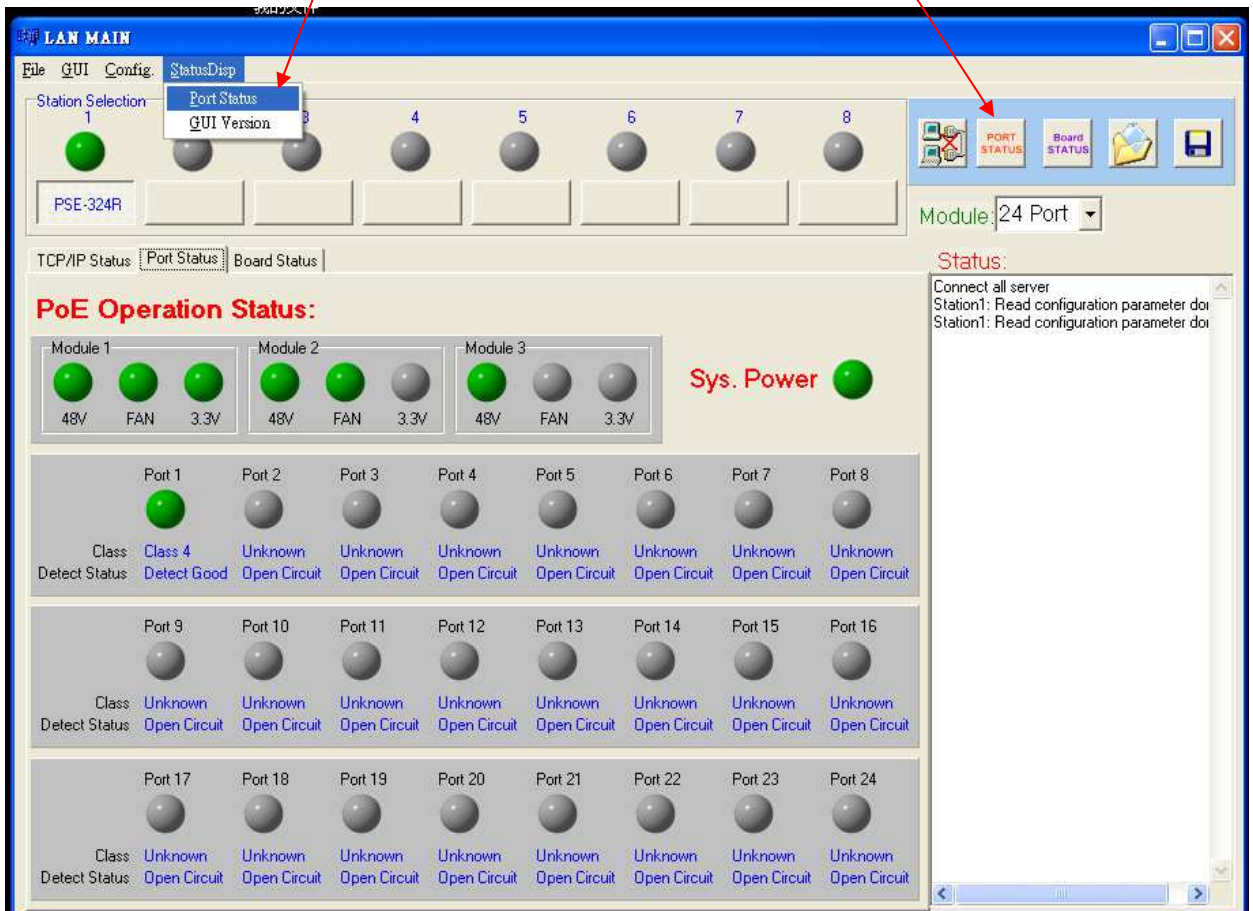 我的文件
LAN MAIN
File GUI Config. StatusDisp
Port Status
GUI Version
Station Selection
1 3 4 5 6 7 8
PSE-324R
PORT STATUS
Board STATUS
Module: 24 Port
TCP/IP Status Port Status Board Status
Status:
Connect all server
Station1: Read configuration parameter dor
Station1: Read configuration parameter dor
PoE Operation Status:
Module 1 Module 2 Module 3
Sys. Power
48V FAN 3.3V 48V FAN 3.3V 48V FAN 3.3V
Port 1 Port 2 Port 3 Port 4 Port 5 Port 6 Port 7 Port 8
Class Class 4 Unknown Unknown Unknown Unknown Unknown Unknown Unknown
Detect Status Detect Good Open Circuit Open Circuit Open Circuit Open Circuit Open Circuit Open Circuit Open Circuit
Port 9 Port 10 Port 11 Port 12 Port 13 Port 14 Port 15 Port 16
Class Unknown Unknown Unknown Unknown Unknown Unknown Unknown Unknown
Detect Status Open Circuit Open Circuit Open Circuit Open Circuit Open Circuit Open Circuit Open Circuit Open Circuit
Port 17 Port 18 Port 19 Port 20 Port 21 Port 22 Port 23 Port 24
Class Unknown Unknown Unknown Unknown Unknown Unknown Unknown Unknown
Detect Status Open Circuit Open Circuit Open Circuit Open Circuit Open Circuit Open Circuit Open Circuit Open Circuit